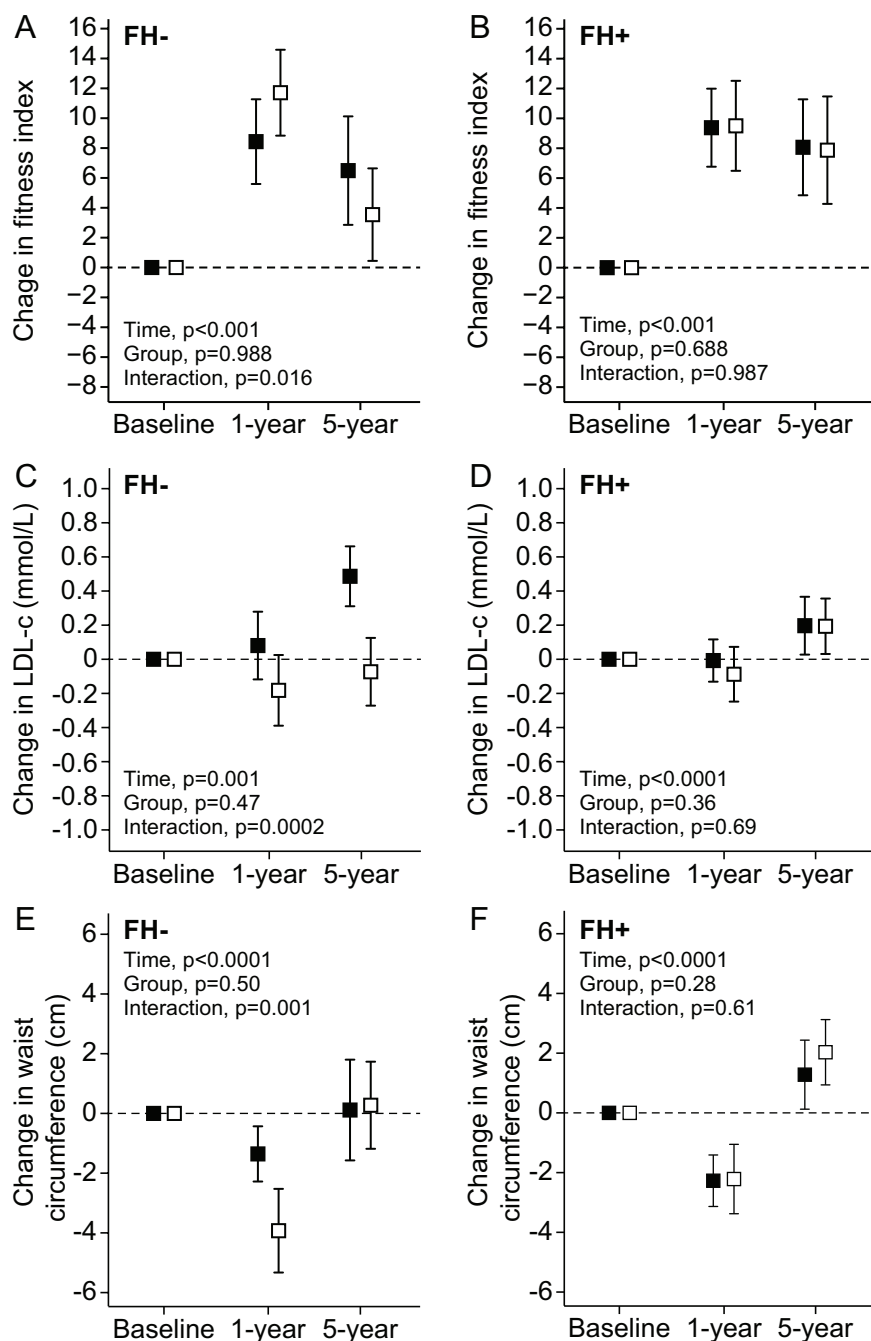 A
FH-
Chage in fitness index
16
14
12
10
8
6
4
2
0
−2
−4
−6
−8
Time, p<0.001
Group, p=0.988
Interaction, p=0.016
Baseline 1-year 5-year
B
FH+
Change in fitness index
16
14
12
10
8
6
4
2
0
−2
−4
−6
−8
Time, p<0.001
Group, p=0.688
Interaction, p=0.987
Baseline 1-year 5-year
C
FH-
Change in LDL-c (mmol/L)
1.0
0.8
0.6
0.4
0.2
0
-0.2
-0.4
-0.6
-0.8
-1.0
Time, p=0.001
Group, p=0.47
Interaction, p=0.0002
Baseline 1-year 5-year
D
FH+
Change in LDL-c (mmol/L)
1.0
0.8
0.6
0.4
0.2
0
-0.2
-0.4
-0.6
-0.8
-1.0
Time, p<0.0001
Group, p=0.36
Interaction, p=0.69
Baseline 1-year 5-year
E
FH-
Time, p<0.0001
Group, p=0.50
Interaction, p=0.001
Change in waist
circumference (cm)
6
4
2
0
-2
-4
-6
Baseline 1-year 5-year
F
FH+
Time, p<0.0001
Group, p=0.28
Interaction, p=0.61
Change in waist
circumference (cm)
6
4
2
0
-2
-4
-6
Baseline 1-year 5-year